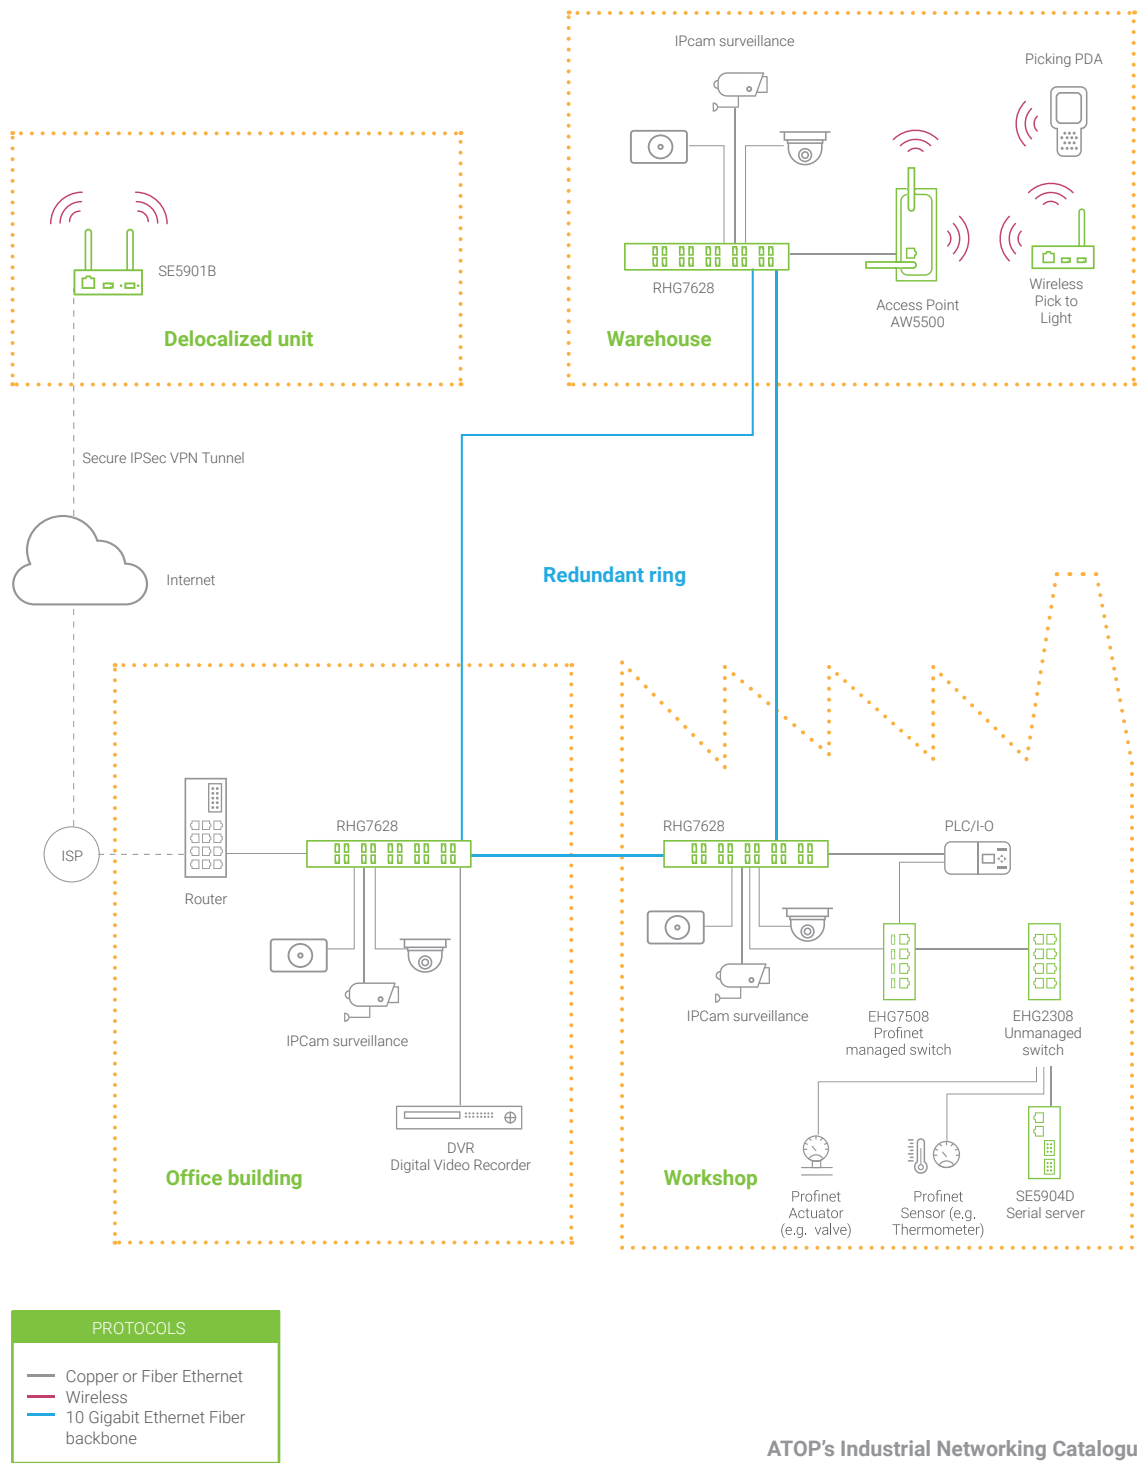 IPcam surveillance
Picking PDA
SE5901B
RHG7628
Access Point
AW5500
Wireless
Pick to
Light
Delocalized unit
Warehouse
Secure IPSec VPN Tunnel
Internet
Redundant ring
ISP
Router
RHG7628
IPCam surveillance
DVR
Digital Video Recorder
Office building
RHG7628
PLC/I-O
IPCam surveillance
EHG7508
Profinet
managed switch
EHG2308
Unmanaged
switch
Workshop
Profinet
Actuator
(e.g. valve)
Profinet
Sensor (e.g.
Thermometer)
SE5904D
Serial server
PROTOCOLS
Copper or Fiber Ethernet
Wireless
10 Gigabit Ethernet Fiber
backbone
ATOP's Industrial Networking Catalogu